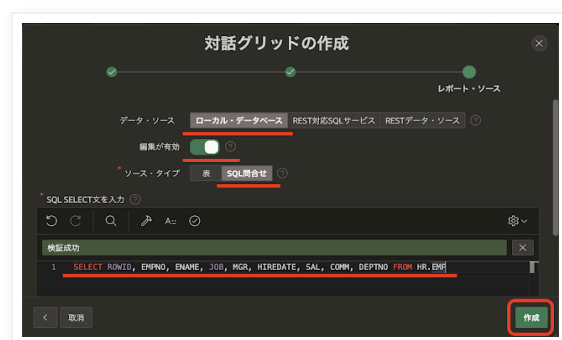 対話グリッドの作成
レポート・ソース
データ・ソース ローカル・データベース REST対応SQLサービス RESTデータ・ソース
編集が有効
* ソース・タイプ 表 SQL問合せ
* SQL SELECT文を入力
A::
検証成功
1 SELECT ROWID, EMPNO, ENAME, JOB, MGR, HIREDATE, SAL, COMM, DEPTNO FROM HR.EMP
取消 作成